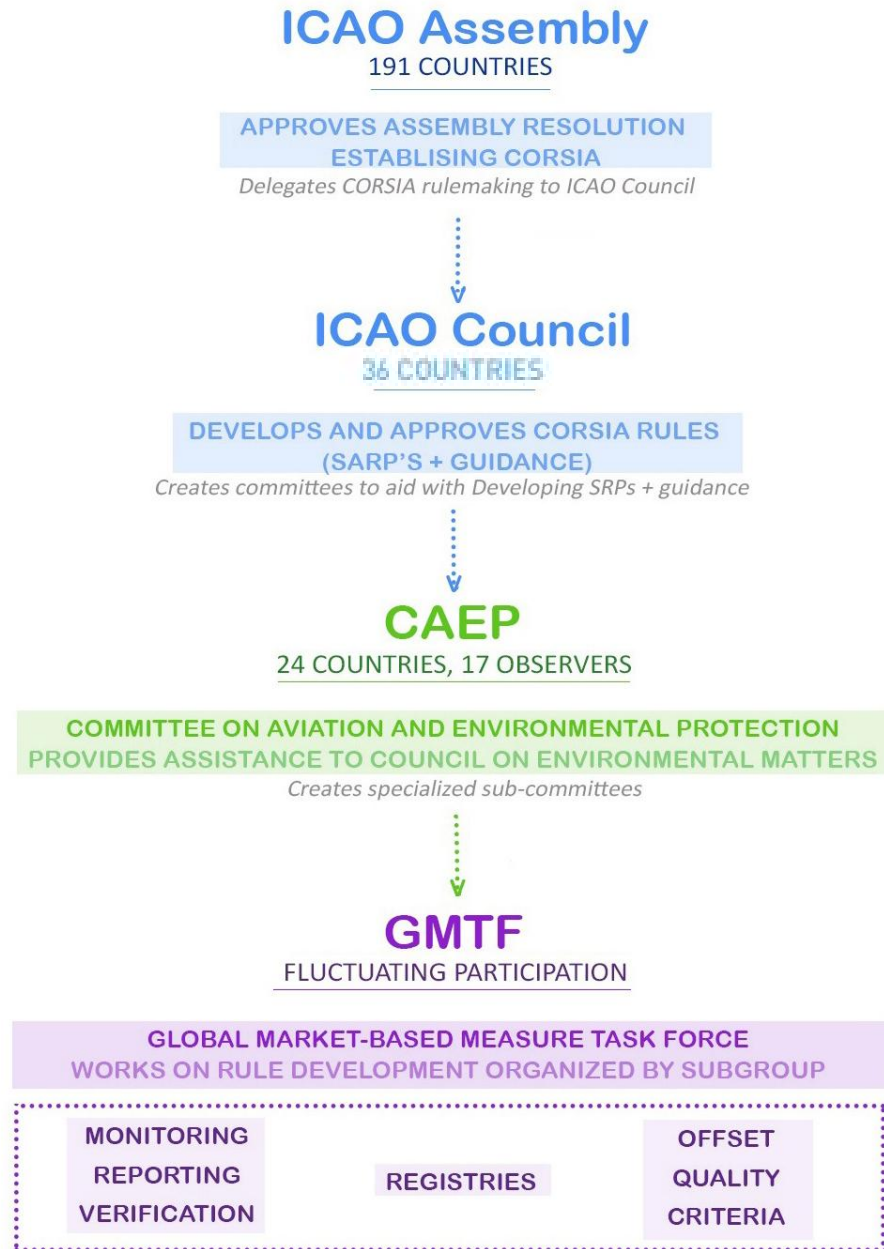 ICAO Assembly
191 COUNTRIES
APPROVES ASSEMBLY RESOLUTION
ESTABLISING CORSIA
Delegates CORSIA rulemaking to ICAO Council
ICAO Council
36 COUNTRIES
DEVELOPS AND APPROVES CORSIA RULES
(SARP'S + GUIDANCE)
Creates committees to aid with Developing SRPs + guidance
CAEP
24 COUNTRIES, 17 OBSERVERS
COMMITTEE ON AVIATION AND ENVIRONMENTAL PROTECTION
PROVIDES ASSISTANCE TO COUNCIL ON ENVIRONMENTAL MATTERS
Creates specialized sub-committees
GMTF
FLUCTUATING PARTICIPATION
GLOBAL MARKET-BASED MEASURE TASK FORCE
WORKS ON RULE DEVELOPMENT ORGANIZED BY SUBGROUP
MONITORING
REPORTING
VERIFICATION
REGISTRIES
OFFSET
QUALITY
CRITERIA